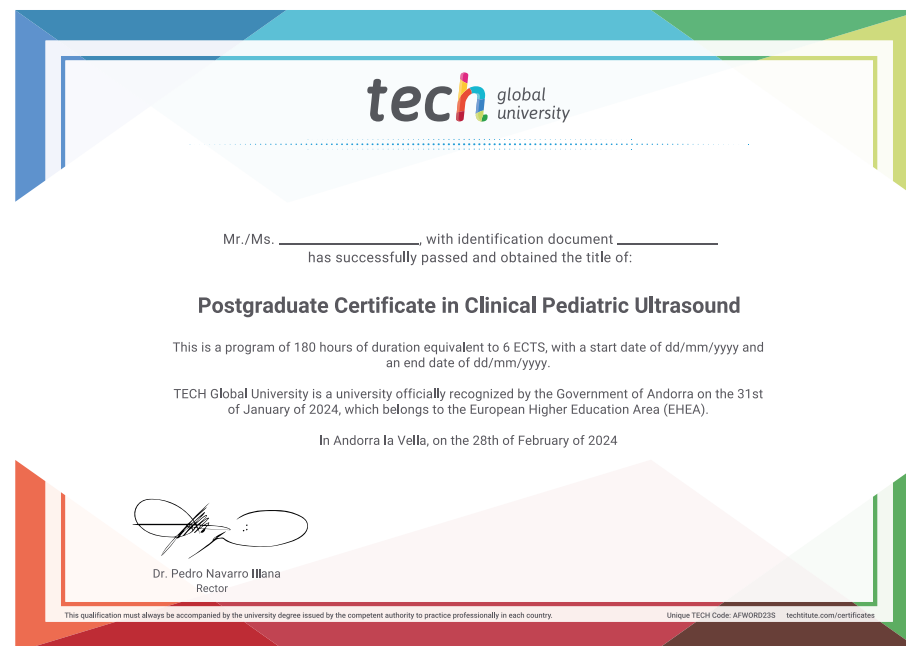 tech global
university
Mr./Ms. ____________, with identification document ____________
has successfully passed and obtained the title of:
Postgraduate Certificate in Clinical Pediatric Ultrasound
This is a program of 180 hours of duration equivalent to 6 ECTS, with a start date of dd/mm/yyyy and
an end date of dd/mm/yyyy.
TECH Global University is a university officially recognized by the Government of Andorra on the 31st
of January of 2024, which belongs to the European Higher Education Area (EHEA).
In Andorra la Vella, on the 28th of February of 2024
Dr. Pedro Navarro Illana
Rector
This qualification must always be accompanied by the university degree issued by the competent authority to practice professionally in each country.
Unique TECH Code: AFWORD23S techtitute.com/certificates